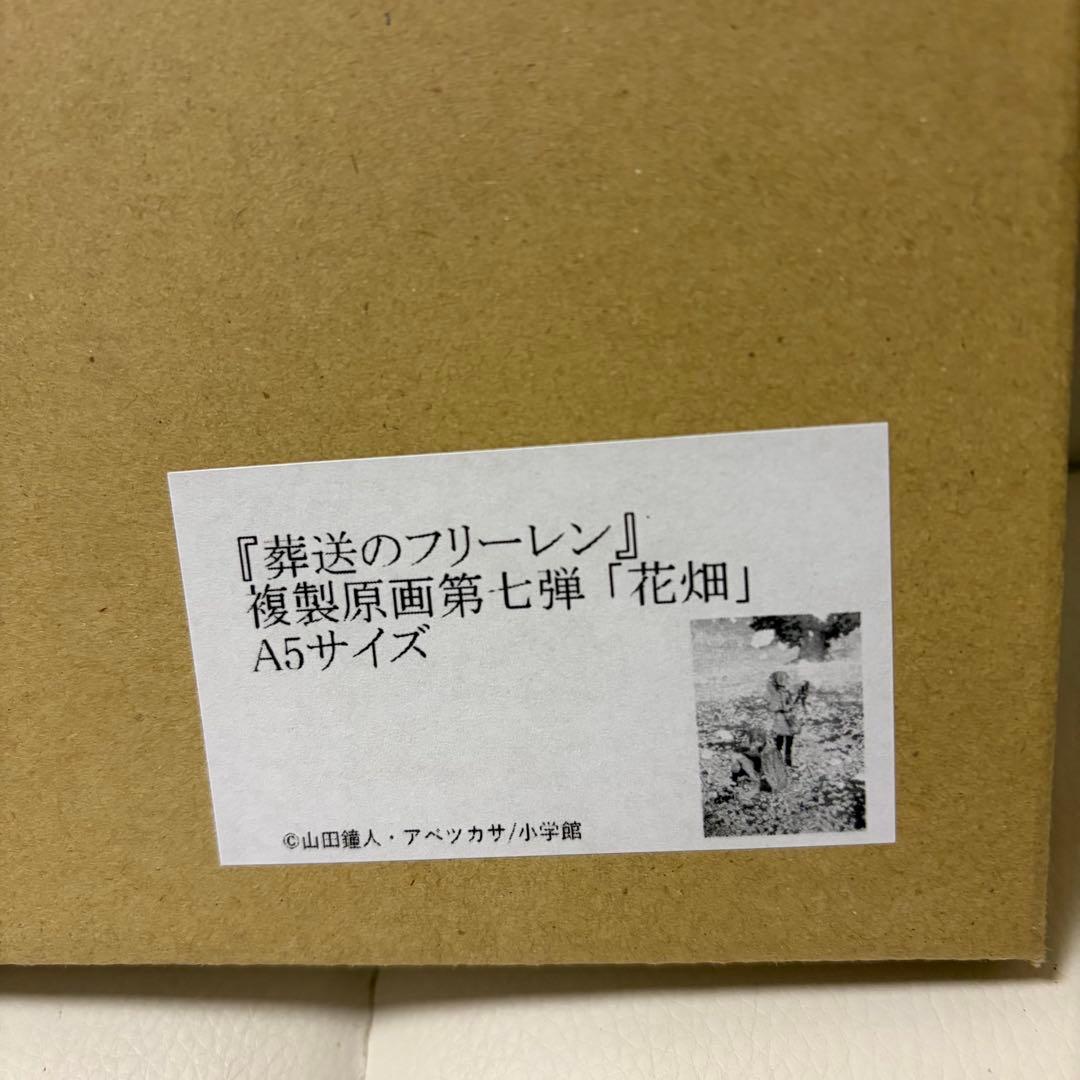 『葬送のフリーレン』
複製原画第七弾「花畑」
A5サイズ
©山田鐘人・アベツカサ/小学館